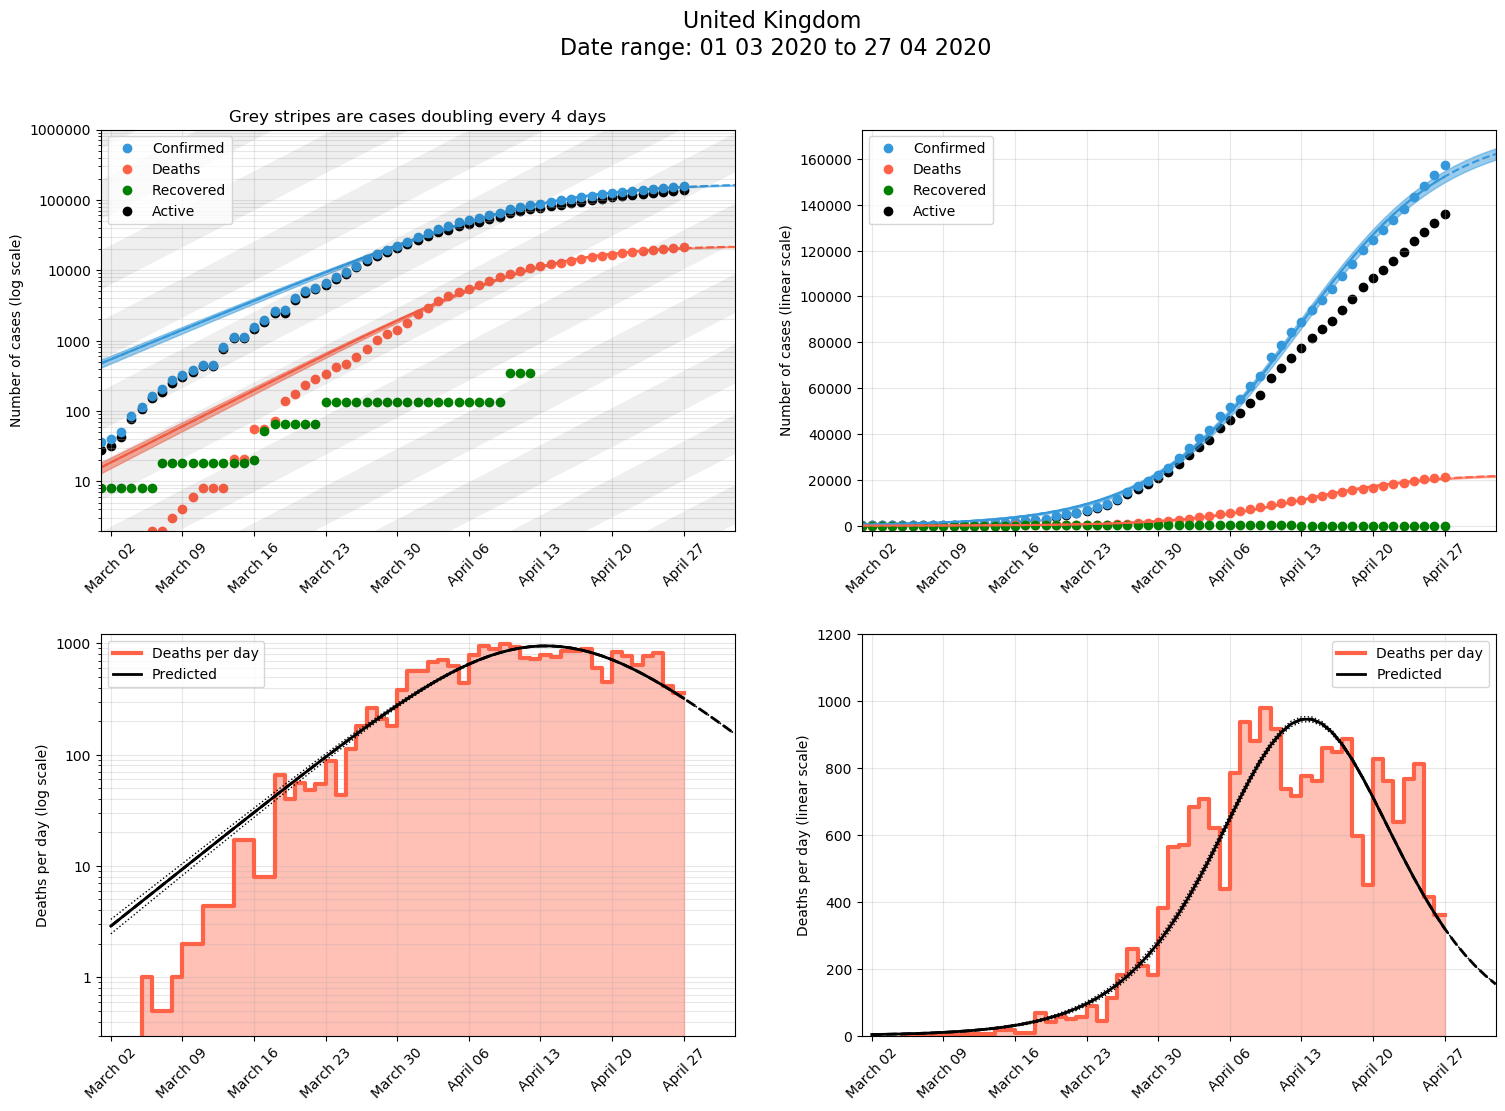 United Kingdom
Date range: 01 03 2020 to 27 04 2020
Grey stripes are cases doubling every 4 days
Number of cases (log scale)
1000000
100000
10000
1000
100
10
Confirmed
Deaths
Recovered
Active
March 02
March 09
March 16
March 23
March 30
April 06
April 13
April 20
April 27
Number of cases (linear scale)
160000
140000
120000
100000
80000
60000
40000
20000
0
Confirmed
Deaths
Recovered
Active
March 02
March 09
March 16
March 23
March 30
April 06
April 13
April 20
April 27
Deaths per day (log scale)
1000
100
10
1
Deaths per day
Predicted
March 02
March 09
March 16
March 23
March 30
April 06
April 13
April 20
April 27
Deaths per day (linear scale)
1200
1000
800
600
400
200
0
Deaths per day
Predicted
March 02
March 09
March 16
March 23
March 30
April 06
April 13
April 20
April 27